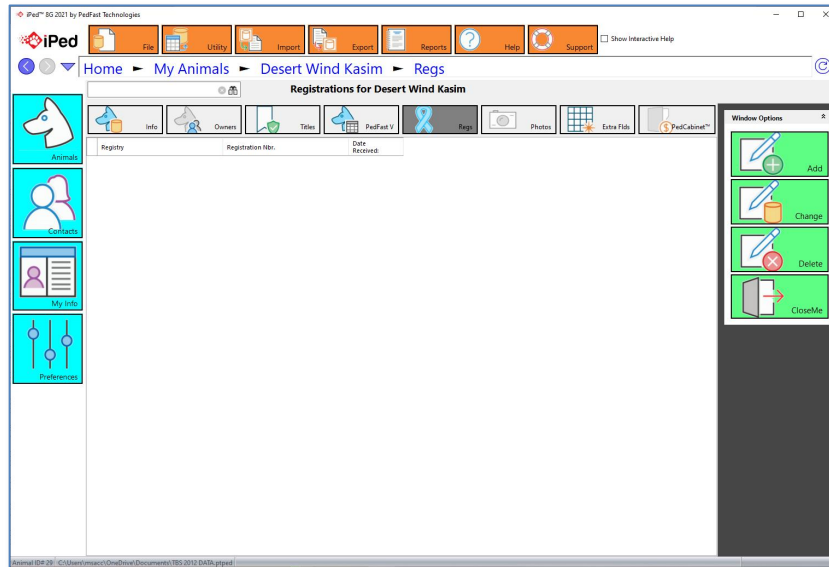 iPed™ 8G 2021 by PedFast Technologies
iPed
File
Utility
Import
Export
Reports
Help
Support
Show Interactive Help
Home ► My Animals ► Desert Wind Kasim ► Regs
Registrations for Desert Wind Kasim
Animals
Contacts
My Info
Preferences
Info
Owners
Titles
PedFast V
Regs
Photos
Extra Flds
PedCabinet™
Registry
Registration Nbr.
Date
Received:
Window Options
Add
Change
Delete
CloseMe
Animal ID# 29 C:\Users\msacc\OneDrive\Documents\TBS 2012 DATA.ptped